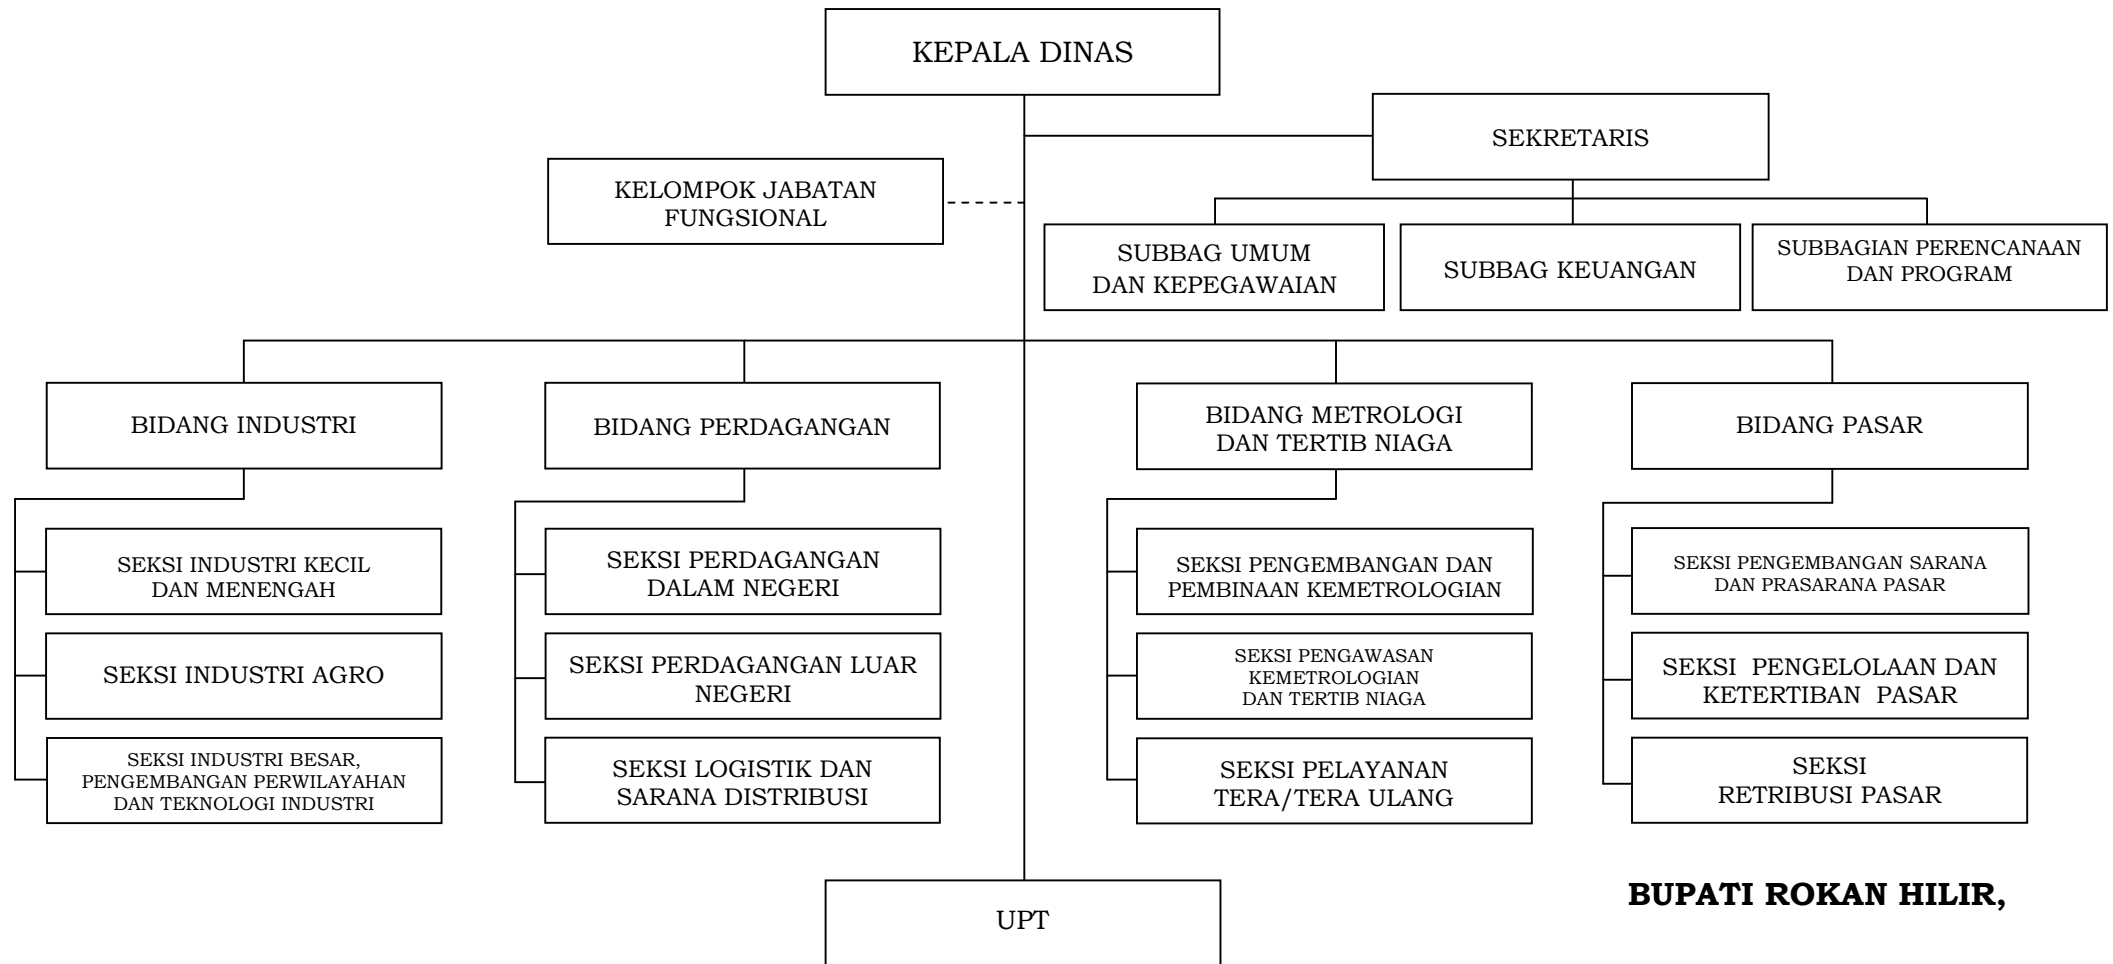 KEPALA DINAS
SEKRETARIS
KELOMPOK JABATAN
FUNGSIONAL
SUBBAG UMUM
DAN KEPEGAWAIAN
SUBBAG KEUANGAN
SUBBAGIAN PERENCANAAN
DAN PROGRAM
BIDANG INDUSTRI
BIDANG PERDAGANGAN
BIDANG METROLOGI
DAN TERTIB NIAGA
BIDANG PASAR
SEKSI INDUSTRI KECIL
DAN MENENGAH
SEKSI PERDAGANGAN
DALAM NEGERI
SEKSI PENGEMBANGAN DAN
PEMBINAAN KEMETROLOGIAN
SEKSI PENGEMBANGAN SARANA
DAN PRASARANA PASAR
SEKSI INDUSTRI AGRO
SEKSI PERDAGANGAN LUAR
NEGERI
SEKSI PENGAWASAN
KEMETROLOGIAN
DAN TERTIB NIAGA
SEKSI PENGELOLAAN DAN
KETERTIBAN PASAR
SEKSI INDUSTRI BESAR,
PENGEMBANGAN PERWILAYAHAN
DAN TEKNOLOGI INDUSTRI
SEKSI LOGISTIK DAN
SARANA DISTRIBUSI
SEKSI PELAYANAN
TERA/TERA ULANG
SEKSI
RETRIBUSI PASAR
BUPATI ROKAN HILIR,
UPT